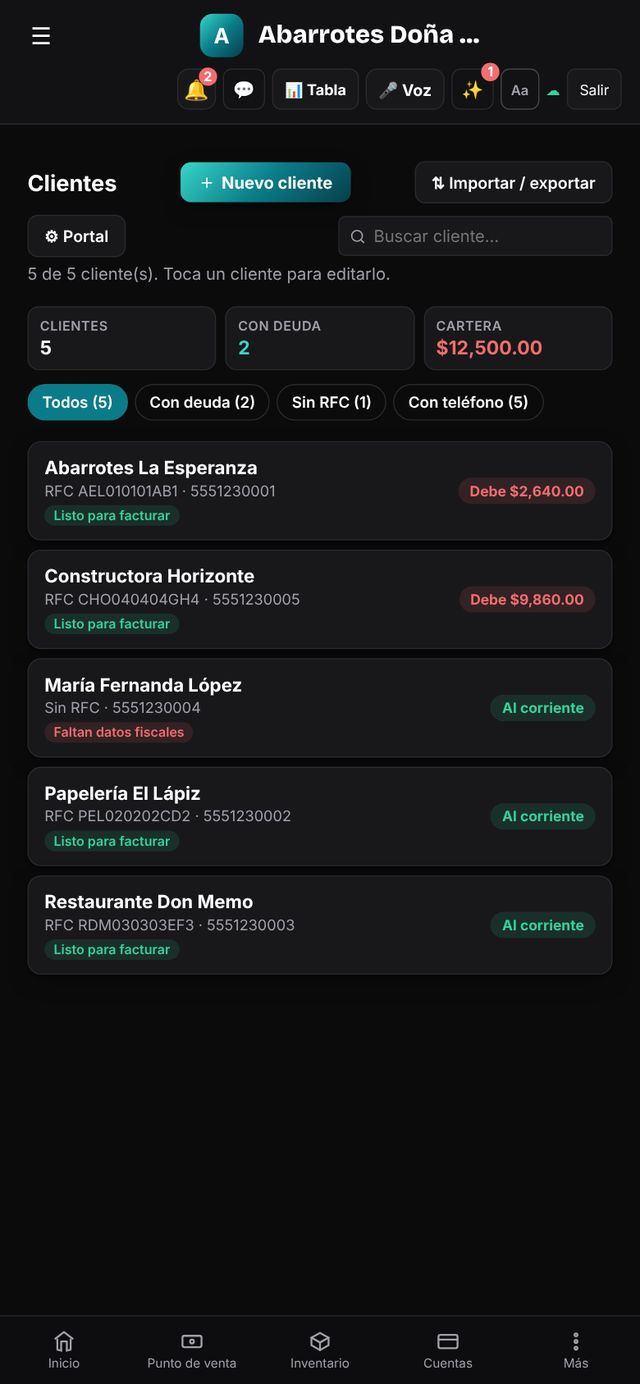 ☰ A Abarrotes Doña ...
🔔 2 💬 📊 Tabla 🎤 Voz ✨ 1 Aa ☁ Salir
Clientes + Nuevo cliente ⇅ Importar / exportar
⚙ Portal Buscar cliente...
5 de 5 cliente(s). Toca un cliente para editarlo.
CLIENTES CON DEUDA CARTERA
5 2 $12,500.00
Todos (5) Con deuda (2) Sin RFC (1) Con teléfono (5)
Abarrotes La Esperanza
RFC AEL010101AB1 · 5551230001 Debe $2,640.00
Listo para facturar
Constructora Horizonte
RFC CHO040404GH4 · 5551230005 Debe $9,860.00
Listo para facturar
María Fernanda López
Sin RFC · 5551230004 Al corriente
Faltan datos fiscales
Papelería El Lápiz
RFC PEL020202CD2 · 5551230002 Al corriente
Listo para facturar
Restaurante Don Memo
RFC RDM030303EF3 · 5551230003 Al corriente
Listo para facturar
Inicio Punto de venta Inventario Cuentas Más